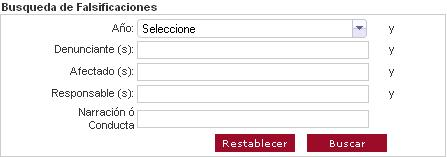 Busqueda de Falsificaciones
Año: Seleccione y
Denunciante (s): y
Afectado (s): y
Responsable (s): y
Narración ó
Conducta
Restablecer Buscar